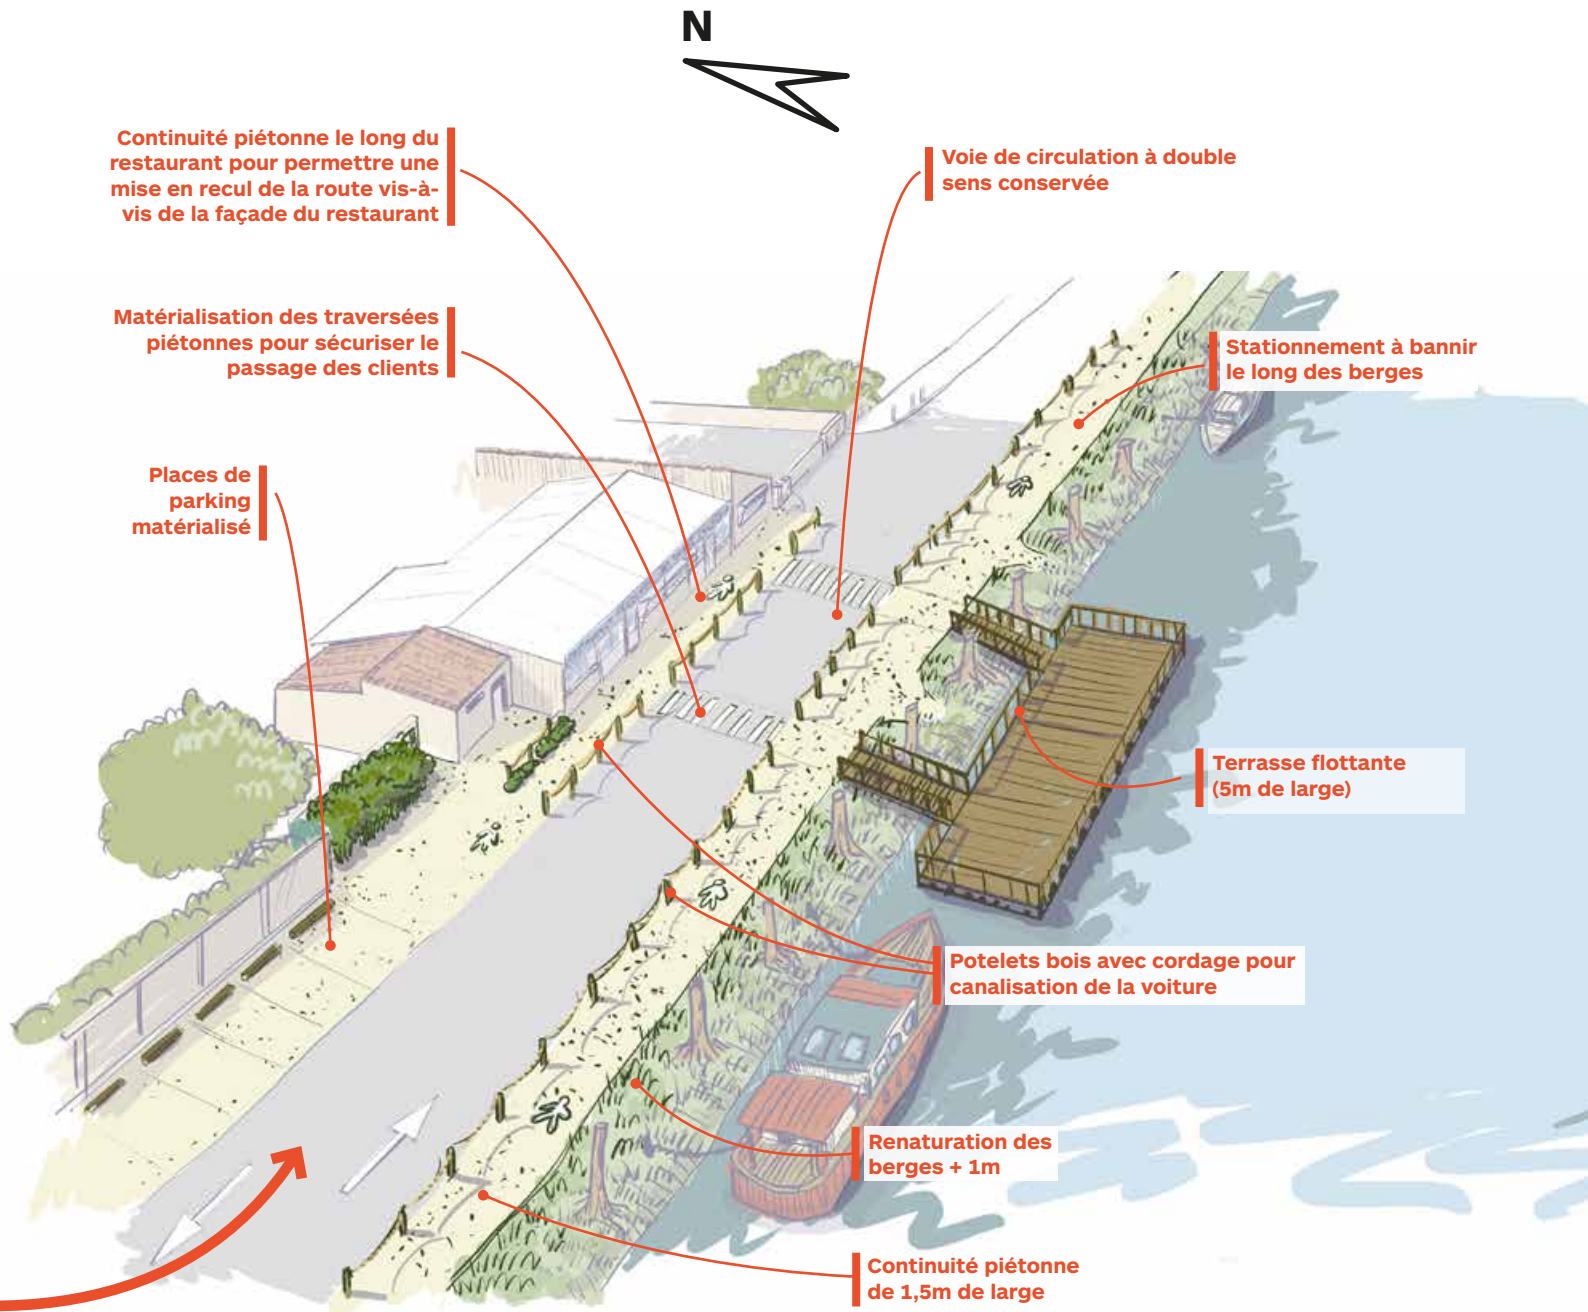 N
Continuité piétonne le long du
restaurant pour permettre une
mise en recul de la route vis-à-
vis de la façade du restaurant
Voie de circulation à double
sens conservée
Matérialisation des traversées
piétonnes pour sécuriser le
passage des clients
Stationnement à bannir
le long des berges
Places de
parking
matérialisé
Terrasse flottante
(5m de large)
Potelets bois avec cordage pour
canalisation de la voiture
Renaturation des
berges + 1m
Continuité piétonne
de 1,5m de large